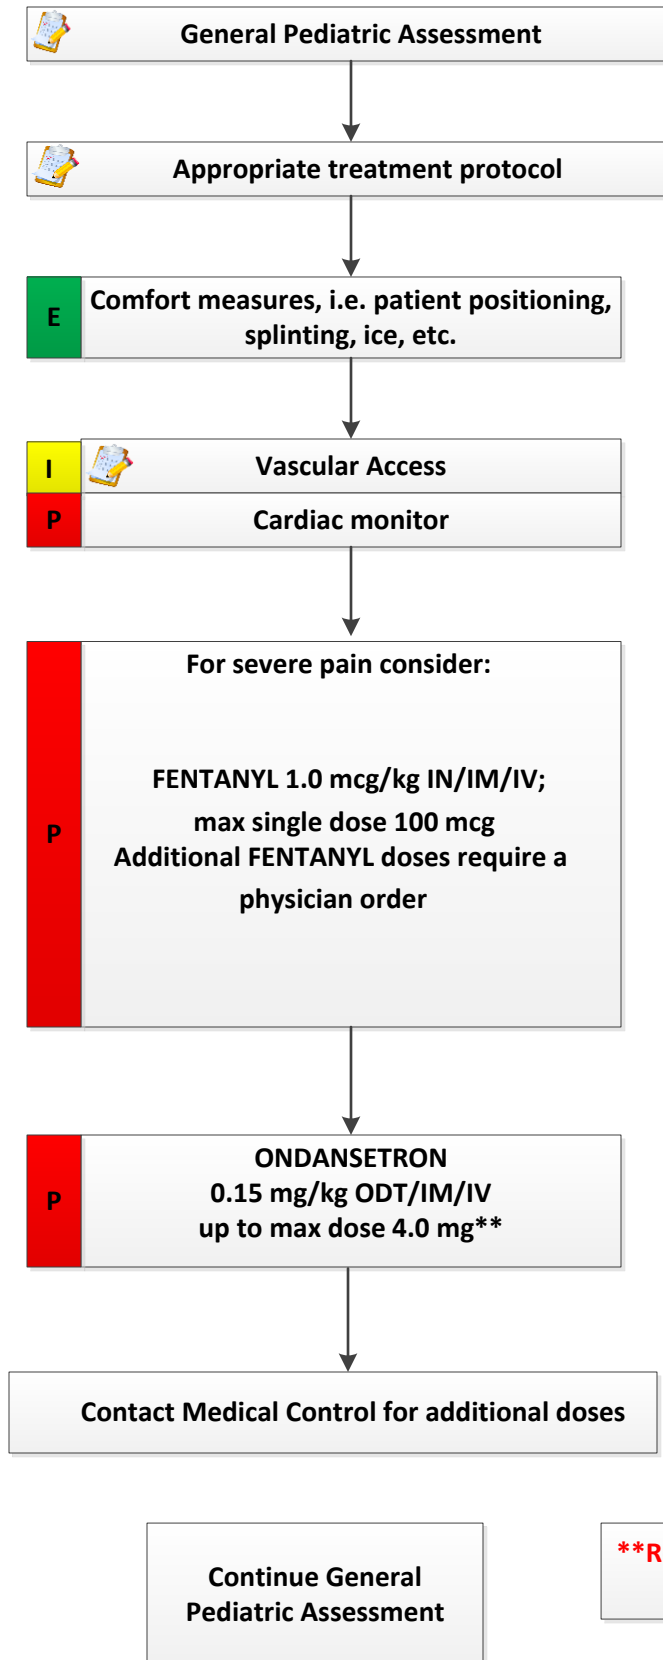 General Pediatric Assessment
Appropriate treatment protocol
E
Comfort measures, i.e. patient positioning,
splinting, ice, etc.
I
Vascular Access
P
Cardiac monitor
P
For severe pain consider:
FENTANYL 1.0 mcg/kg IN/IM/IV;
max single dose 100 mcg
Additional FENTANYL doses require a
physician order
P
ONDANSETRON
0.15 mg/kg ODT/IM/IV
up to max dose 4.0 mg**
Contact Medical Control for additional doses
Continue General
Pediatric Assessment
**R